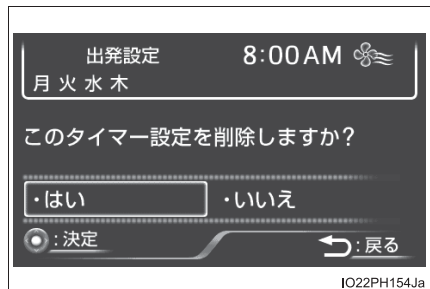 出発設定 8:00AM
月火水木
このタイマー設定を削除しますか?
・はい ・いいえ
:決定 :戻る
IO22PH154Ja